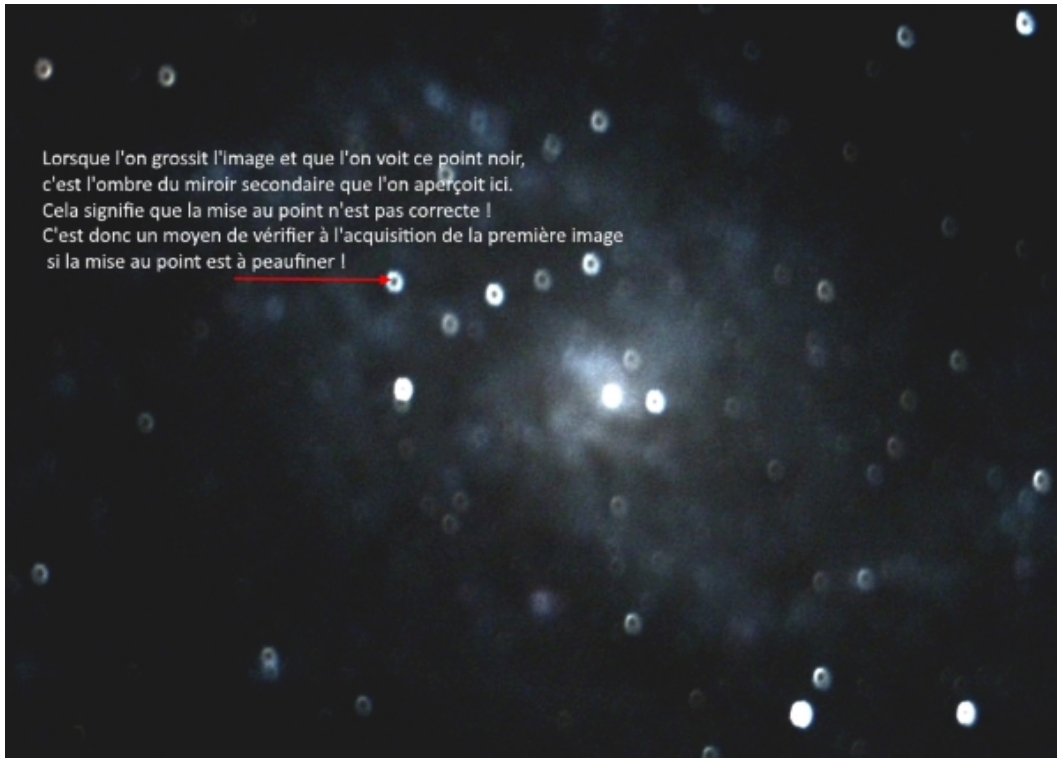 Lorsque l'on grossit l'image et que l'on voit ce point noir,
c'est l'ombre du miroir secondaire que l'on aperçoit ici.
Cela signifie que la mise au point n'est pas correcte !
C'est donc un moyen de vérifier à l'acquisition de la première image
si la mise au point est à peaufiner !